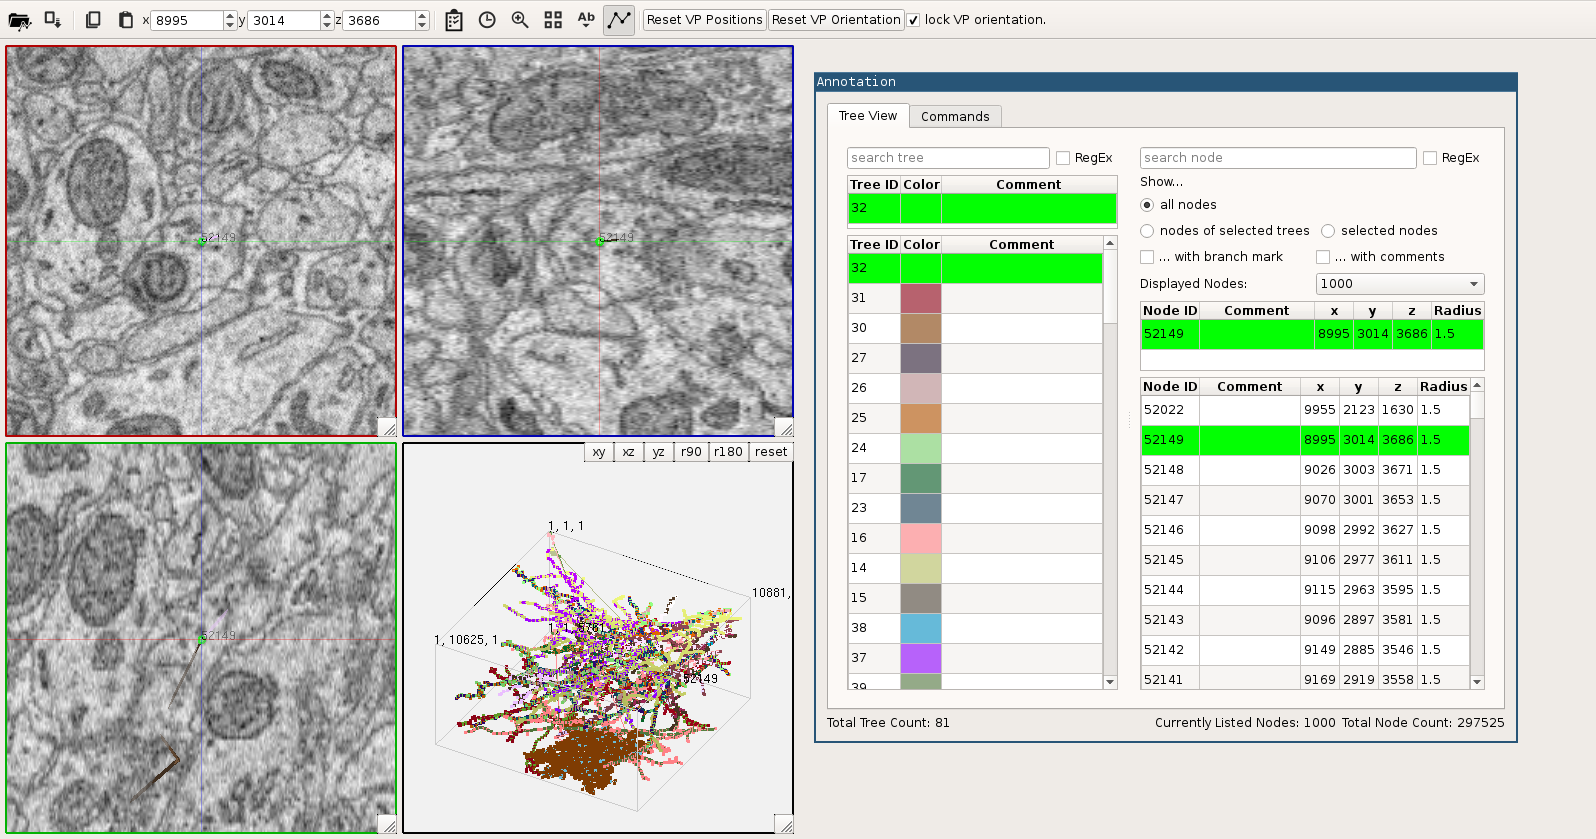 x 8995 y 3014 z 3686 Ab Reset VP Positions Reset VP Orientation lock VP orientation.
52149
52149
52149
xy xz yz r90 r180 reset
1, 1, 1
10881,
1, 10625, 1
52149
Annotation
Tree View Commands
search tree RegEx
Tree ID Color Comment
32
Tree ID Color Comment
32
31
30
27
26
25
24
17
23
16
14
15
38
37
39
search node RegEx
Show...
all nodes
nodes of selected trees selected nodes
... with branch mark ... with comments
Displayed Nodes: 1000
Node ID Comment x y z Radius
52149 8995 3014 3686 1.5
Node ID Comment x y z Radius
52022 9955 2123 1630 1.5
52149 8995 3014 3686 1.5
52148 9026 3003 3671 1.5
52147 9070 3001 3653 1.5
52146 9098 2992 3627 1.5
52145 9106 2977 3611 1.5
52144 9115 2963 3595 1.5
52143 9096 2897 3581 1.5
52142 9149 2885 3546 1.5
52141 9169 2919 3558 1.5
Total Tree Count: 81 Currently Listed Nodes: 1000 Total Node Count: 297525